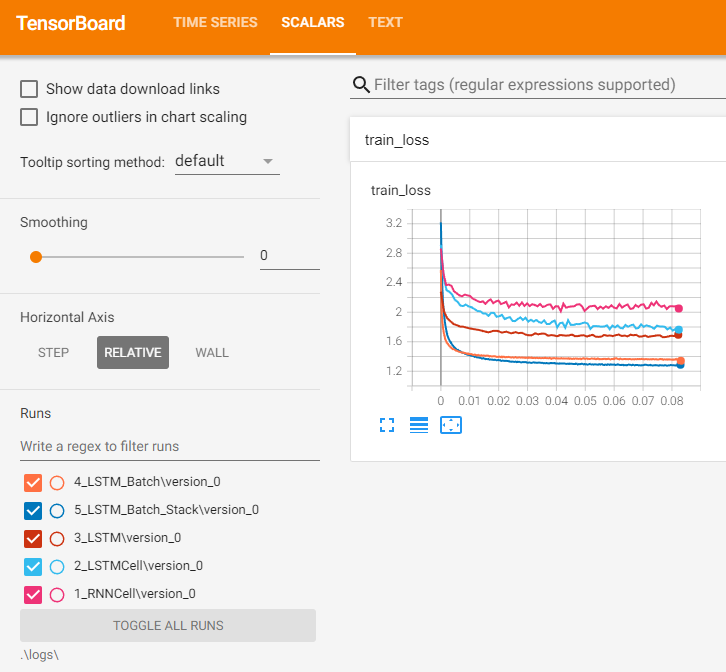 TensorBoard TIME SERIES SCALARS TEXT
Show data download links
Ignore outliers in chart scaling
Tooltip sorting method: default
Smoothing
0
Horizontal Axis
STEP RELATIVE WALL
Runs
Write a regex to filter runs
4_LSTM_Batch\version_0
5_LSTM_Batch_Stack\version_0
3_LSTM\version_0
2_LSTMCell\version_0
1_RNNCell\version_0
TOGGLE ALL RUNS
.\logs\
Filter tags (regular expressions supported)
train_loss
train_loss
3.2
2.8
2.4
2
1.6
1.2
0 0.01 0.02 0.03 0.04 0.05 0.06 0.07 0.08